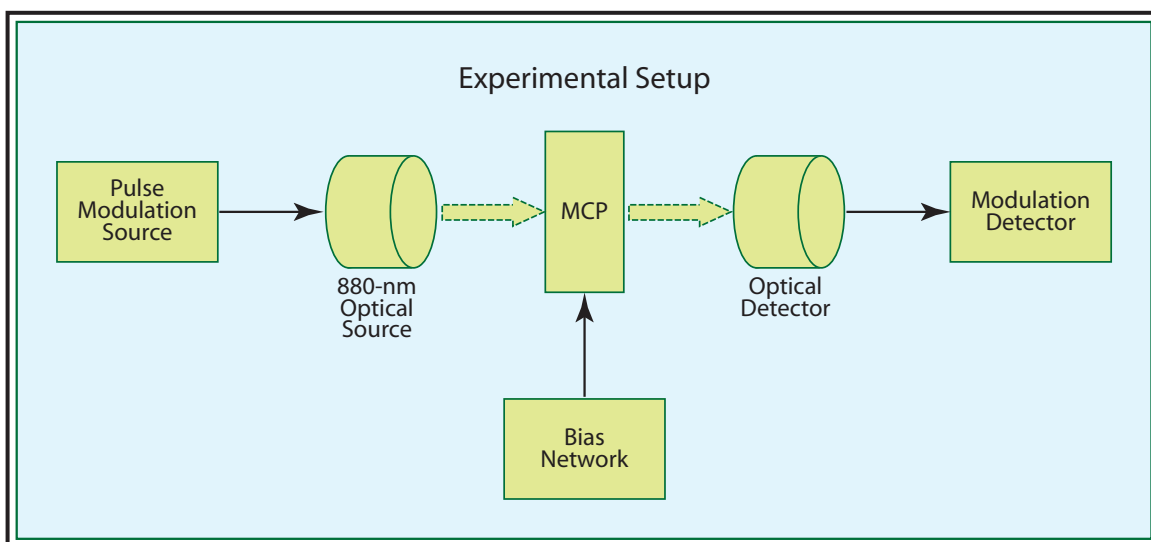 Experimental Setup
Pulse
Modulation
Source
880-nm
Optical
Source
MCP
Optical
Detector
Modulation
Detector
Bias
Network